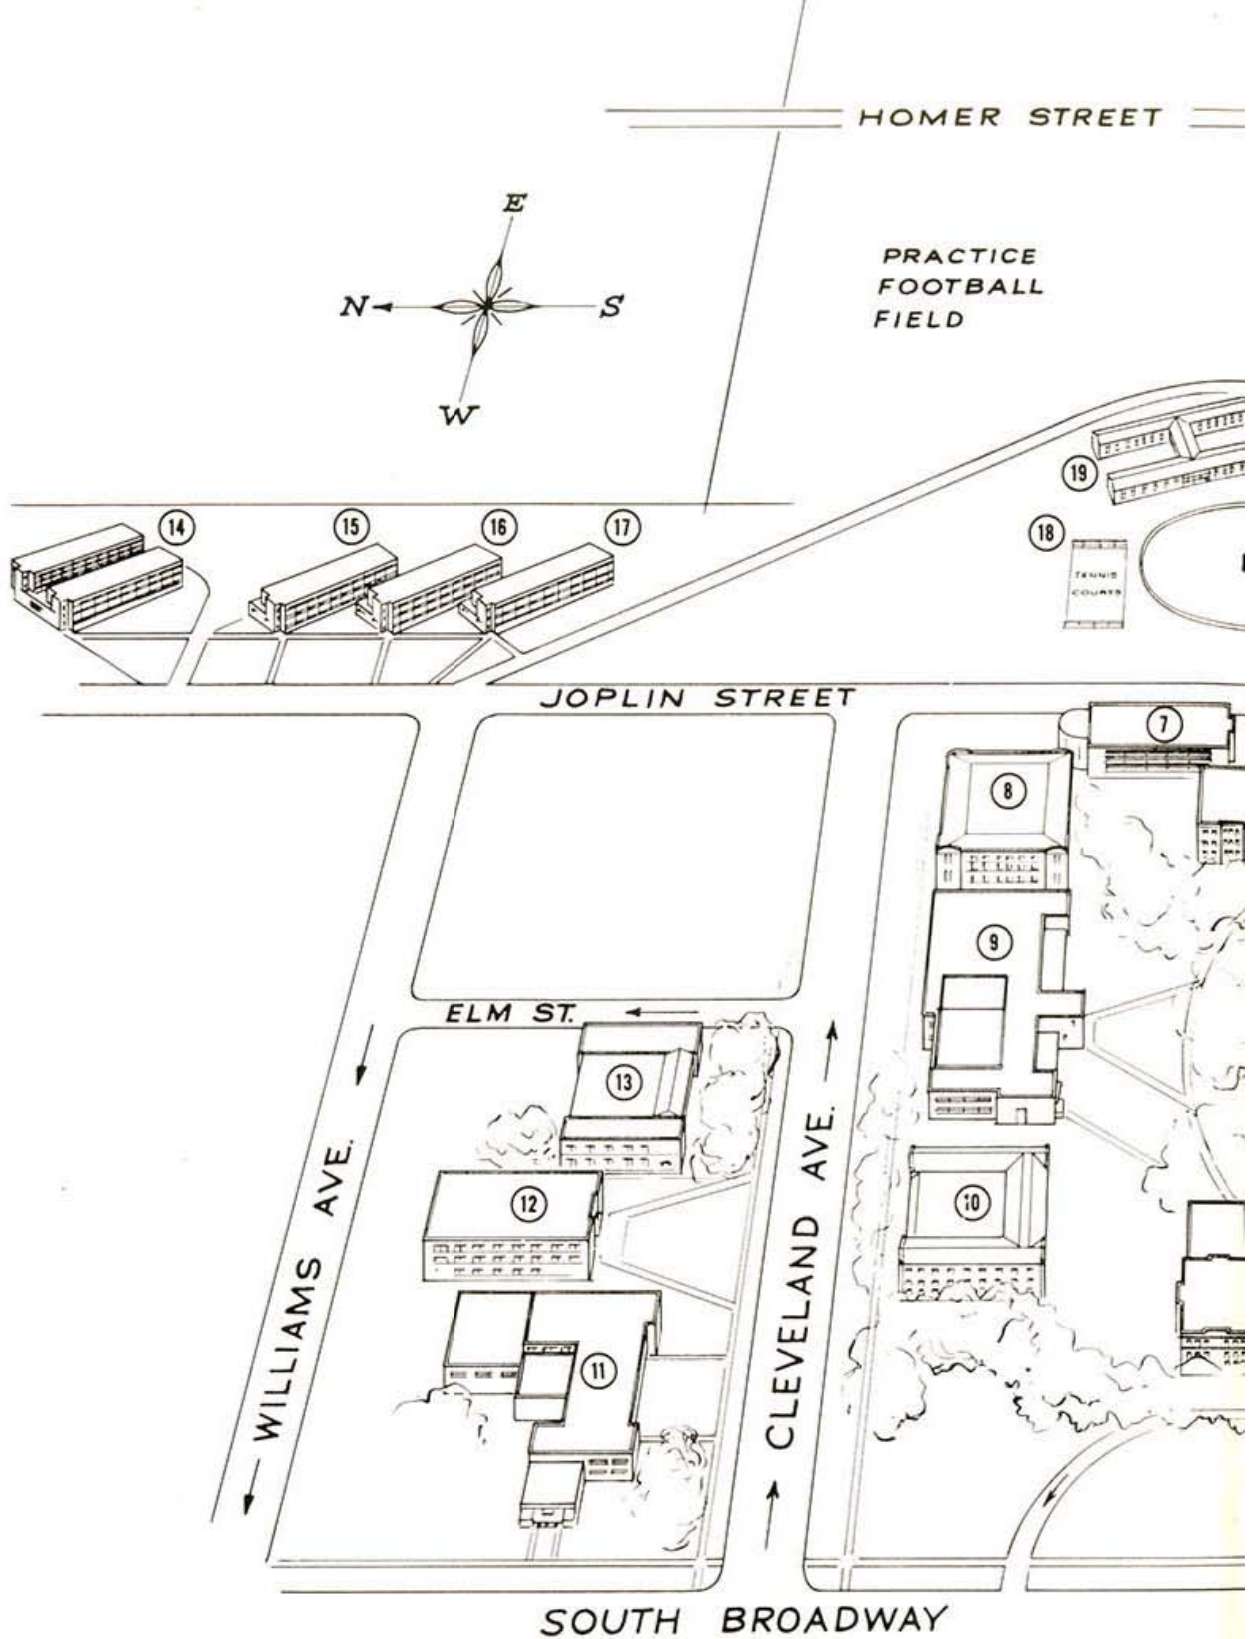 HOMER STREET
E
N
S
W
PRACTICE
FOOTBALL
FIELD
19
14
15
16
17
18
TENNIS
COURTS
JOPLIN STREET
7
8
9
ELM ST.
13
12
10
11
WILLIAMS AVE.
CLEVELAND AVE.
SOUTH BROADWAY